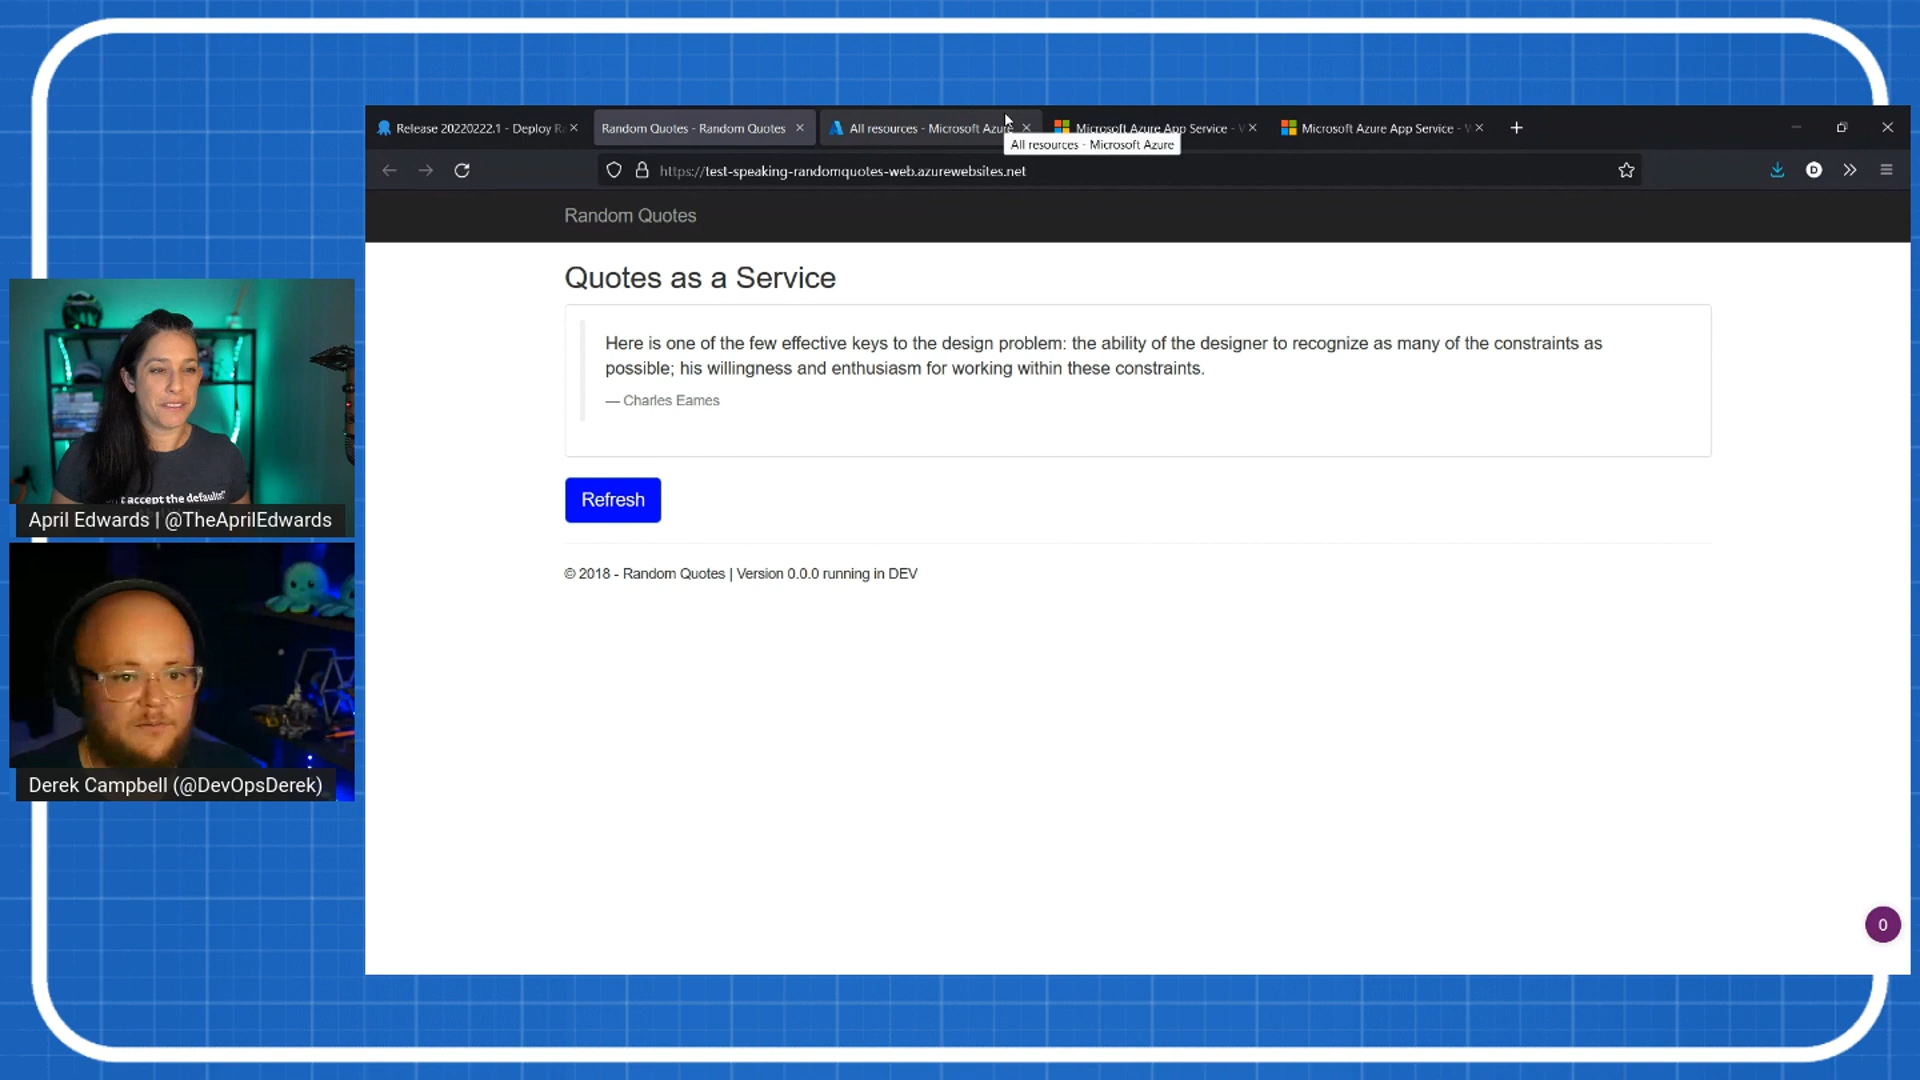 Release 20220222.1 - Deploy R
Random Quotes - Random Quotes
All resources - Microsoft Azure
Microsoft Azure App Service -
Microsoft Azure App Service -
All resources - Microsoft Azure
https://test-speaking-randomquotes-web.azurewebsites.net
D
Random Quotes
Quotes as a Service
Here is one of the few effective keys to the design problem: the ability of the designer to recognize as many of the constraints as
possible; his willingness and enthusiasm for working within these constraints.
— Charles Eames
Refresh
© 2018 - Random Quotes | Version 0.0.0 running in DEV
0
accept the defaults!"
April Edwards | @TheAprilEdwards
Derek Campbell (@DevOpsDerek)